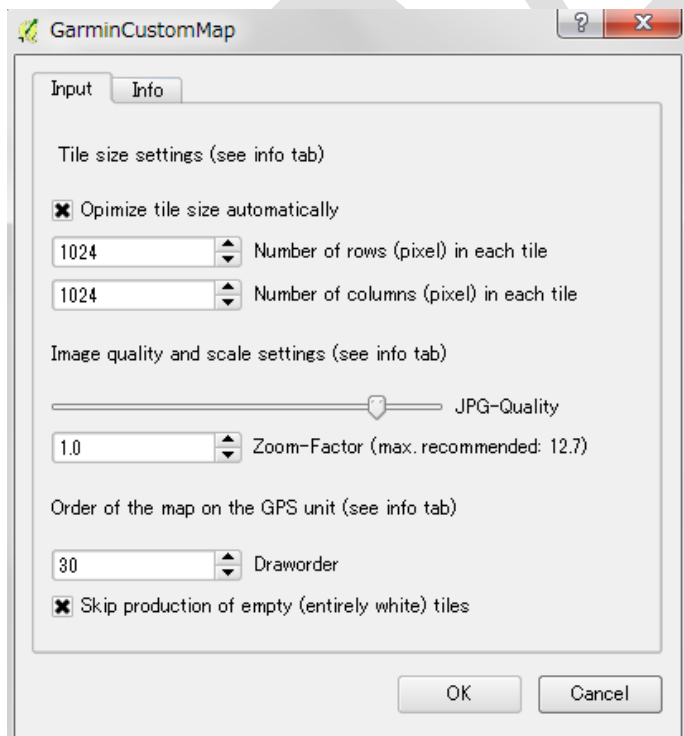 GarminCustomMap
Input Info
Tile size settings (see info tab)
Opimize tile size automatically
1024 Number of rows (pixel) in each tile
1024 Number of columns (pixel) in each tile
Image quality and scale settings (see info tab)
JPG-Quality
1.0 Zoom-Factor (max. recommended: 12.7)
Order of the map on the GPS unit (see info tab)
30 Draworder
Skip production of empty (entirely white) tiles
OK Cancel